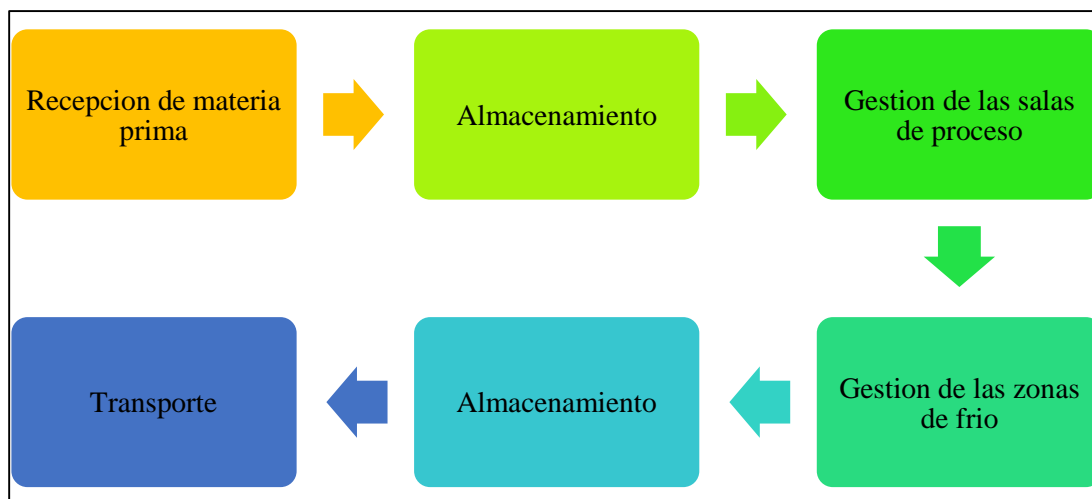 Recepcion de materia
prima
Almacenamiento
Gestion de las salas
de proceso
Gestion de las zonas
de frio
Almacenamiento
Transporte